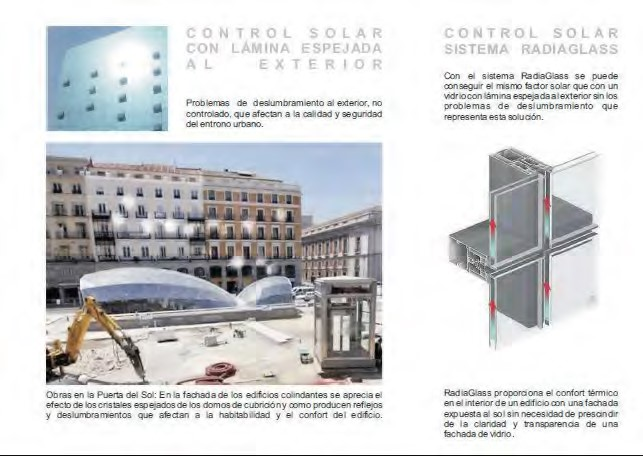 CONTROL SOLAR
CON LÁMINA ESPEJADA
AL EXTERIOR
Problemas de deslumbramiento al exterior, no
controlado, que afectan a la calidad y seguridad
del entrono urbano.
Obras en la Puerta del Sol: En la fachada de los edificios colindantes se aprecia el
efecto de los cristales espejados de los domos de cubrición y como producen reflejos
y deslumbramientos que afectan a la habitabilidad y el confort del edificio.
CONTROL SOLAR
SISTEMA RADIAGLASS
Con el sistema RadiaGlass se puede
conseguir el mismo factor solar que con un
vidrio con lámina espejada al exterior sin los
problemas de deslumbramiento que
representa esta solución.
RadiaGlass proporciona el confort térmico
en el interior de un edificio con una fachada
expuesta al sol sin necesidad de prescindir
de la claridad y transparencia de una
fachada de vidrio.